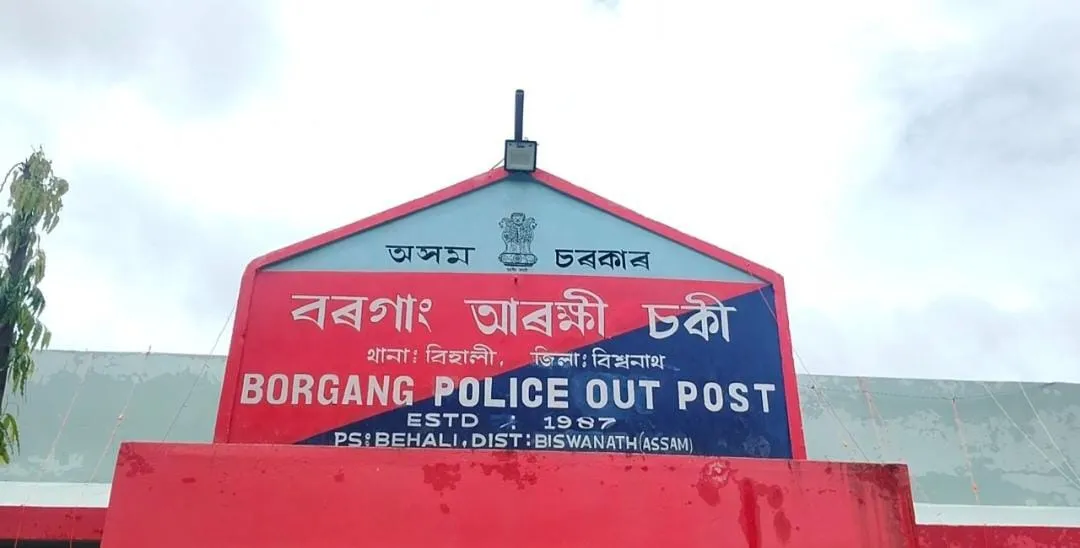 অসম চৰকাৰ
বৰগাং আৰক্ষী চকী
থানা: বিহালী, জিলা: বিশ্বনাথ
BORGANG POLICE OUT POST
ESTD : 1987
PS: BEHALI, DIST: BISWANATH (ASSAM)